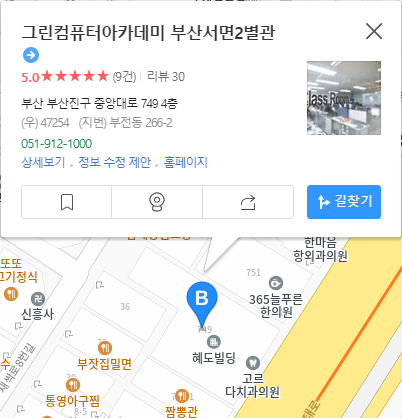 그린컴퓨터아카데미 부산서면2별관
5.0★★★★★(9건) 리뷰 30
부산 부산진구 중앙대로 749 4층
(우) 47254 (지번) 부전동 266-2
051-912-1000
상세보기 정보 수정 제안 홈페이지
길찾기
한마음
항외과의원
또또
고기정식
751
365늘푸른
한의원
신흥사
36
B
749
혜도빌딩
부잣집밀면
새싹로8번길
고르
다치과의원
통영아구찜
짬뽕관